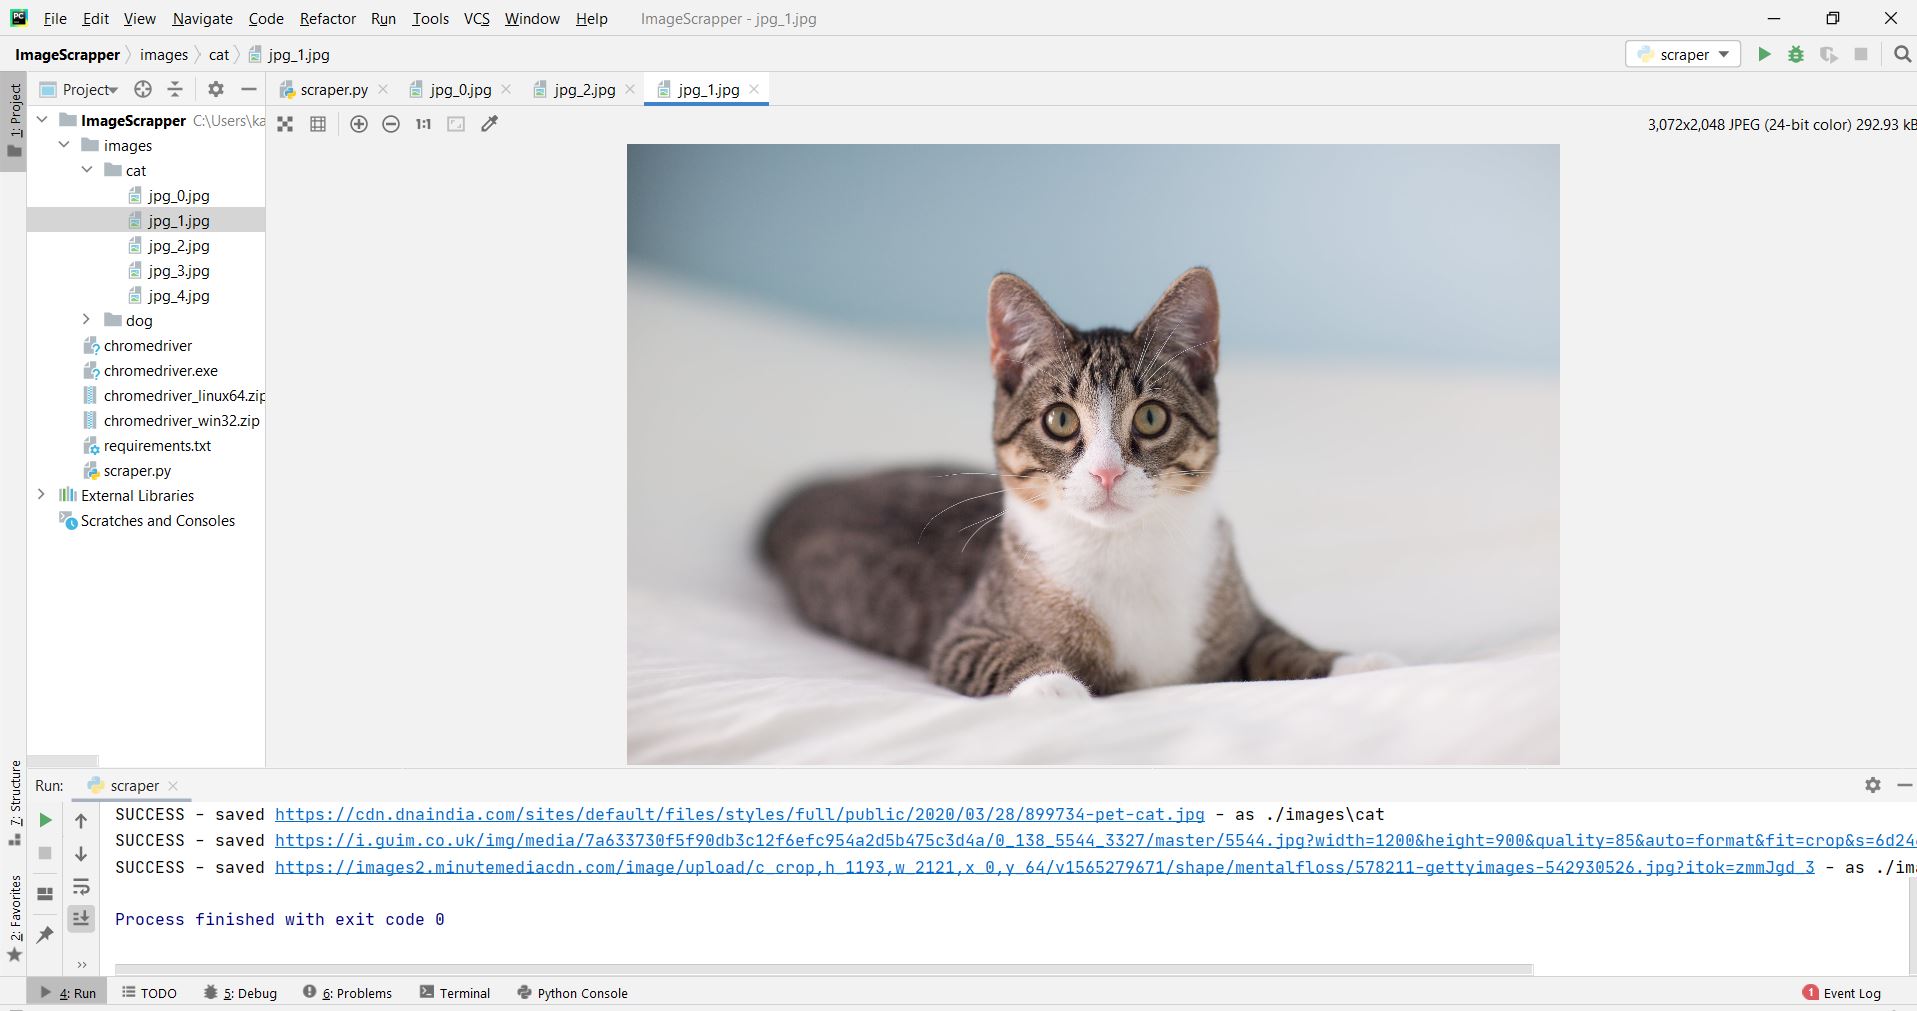 PC File Edit View Navigate Code Refactor Run Tools VCS Window Help ImageScrapper - jpg_1.jpg
ImageScrapper images cat jpg_1.jpg scraper
1: Project
Project scraper.py jpg_0.jpg jpg_2.jpg jpg_1.jpg
1:1 3,072x2,048 JPEG (24-bit color) 292.93 kB
ImageScrapper C:\Users\ka
images
cat
jpg_0.jpg
jpg_1.jpg
jpg_2.jpg
jpg_3.jpg
jpg_4.jpg
dog
chromedriver
chromedriver.exe
chromedriver_linux64.zip
chromedriver_win32.zip
requirements.txt
scraper.py
External Libraries
Scratches and Consoles
7: Structure
2: Favorites
Run: scraper
SUCCESS - saved https://cdn.dnaindia.com/sites/default/files/styles/full/public/2020/03/28/899734-pet-cat.jpg - as ./images\cat
SUCCESS - saved https://i.guim.co.uk/img/media/7a633730f5f90db3c12f6efc954a2d5b475c3d4a/0_138_5544_3327/master/5544.jpg?width=1200&height=900&quality=85&auto=format&fit=crop&s=6d24
SUCCESS - saved https://images2.minutemediacdn.com/image/upload/c_crop,h_1193,w_2121,x_0,y_64/v1565279671/shape/mentalfloss/578211-gettyimages-542930526.jpg?itok=zmmJgd_3 - as ./ima
Process finished with exit code 0
4: Run TODO 5: Debug 6: Problems Terminal Python Console 1 Event Log